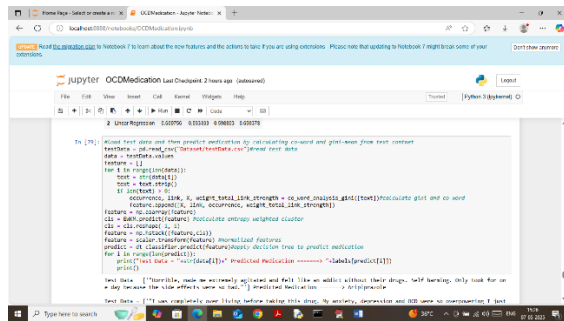 Home Page - Select or create a n
OCDMedication - Jupyter Notebo
localhost:8888/notebooks/OCDMedication.ipynb
UPDATE Read the migration plan to Notebook 7 to learn about the new features and the actions to take if you are using extensions - Please note that updating to Notebook 7 might break some of your extensions.
Don't show anymore
jupyter OCDMedication Last Checkpoint: 2 hours ago (autosaved)
Logout
File Edit View Insert Cell Kernel Widgets Help
Trusted
Python 3 (ipykernel)
Run
Code
2 Linear Regression
#Load test data and then predict medication by calculating co-word and gini-mean from test content
testData = pd.read_csv("Dataset/testData.csv")#read test data
data = testData.values
feature = []
for i in range(len(data)):
text = str(data[i])
text = text.strip()
if len(text) > 0:
occurrence, link, X, weight_total_link_strength = co_word_analysis_gini([text])#calculate gini and co word
feature.append([X, link, occurrence, weight_total_link_strength])
feature = np.asarray(feature)
cls = EWKM.predict(feature) #calculate entropy weighted cluster
cls = cls.reshape(-1, 1)
feature = np.hstack((feature,cls))
feature = scaler.transform(feature) #normalized features
predict = dt_classifier.predict(feature)#apply decision tree to predict medication
for i in range(len(predict)):
print("Test Data = "+str(data[i])+" Predicted Medication ------> "+labels[predict[i]])
print()
Test Data = ['"Horrible, made me extremely agitated and felt like an addict without their drugs. Self harming. Only took for on
e day because the side effects were so bad."'] Predicted Medication ------> Aripiprazole
Test Data = ['"I was completely over living before taking this drug. My anxiety, depression and OCD were so overpowering I just
Type here to search
36°C
ENG
15:26
07-05-2023